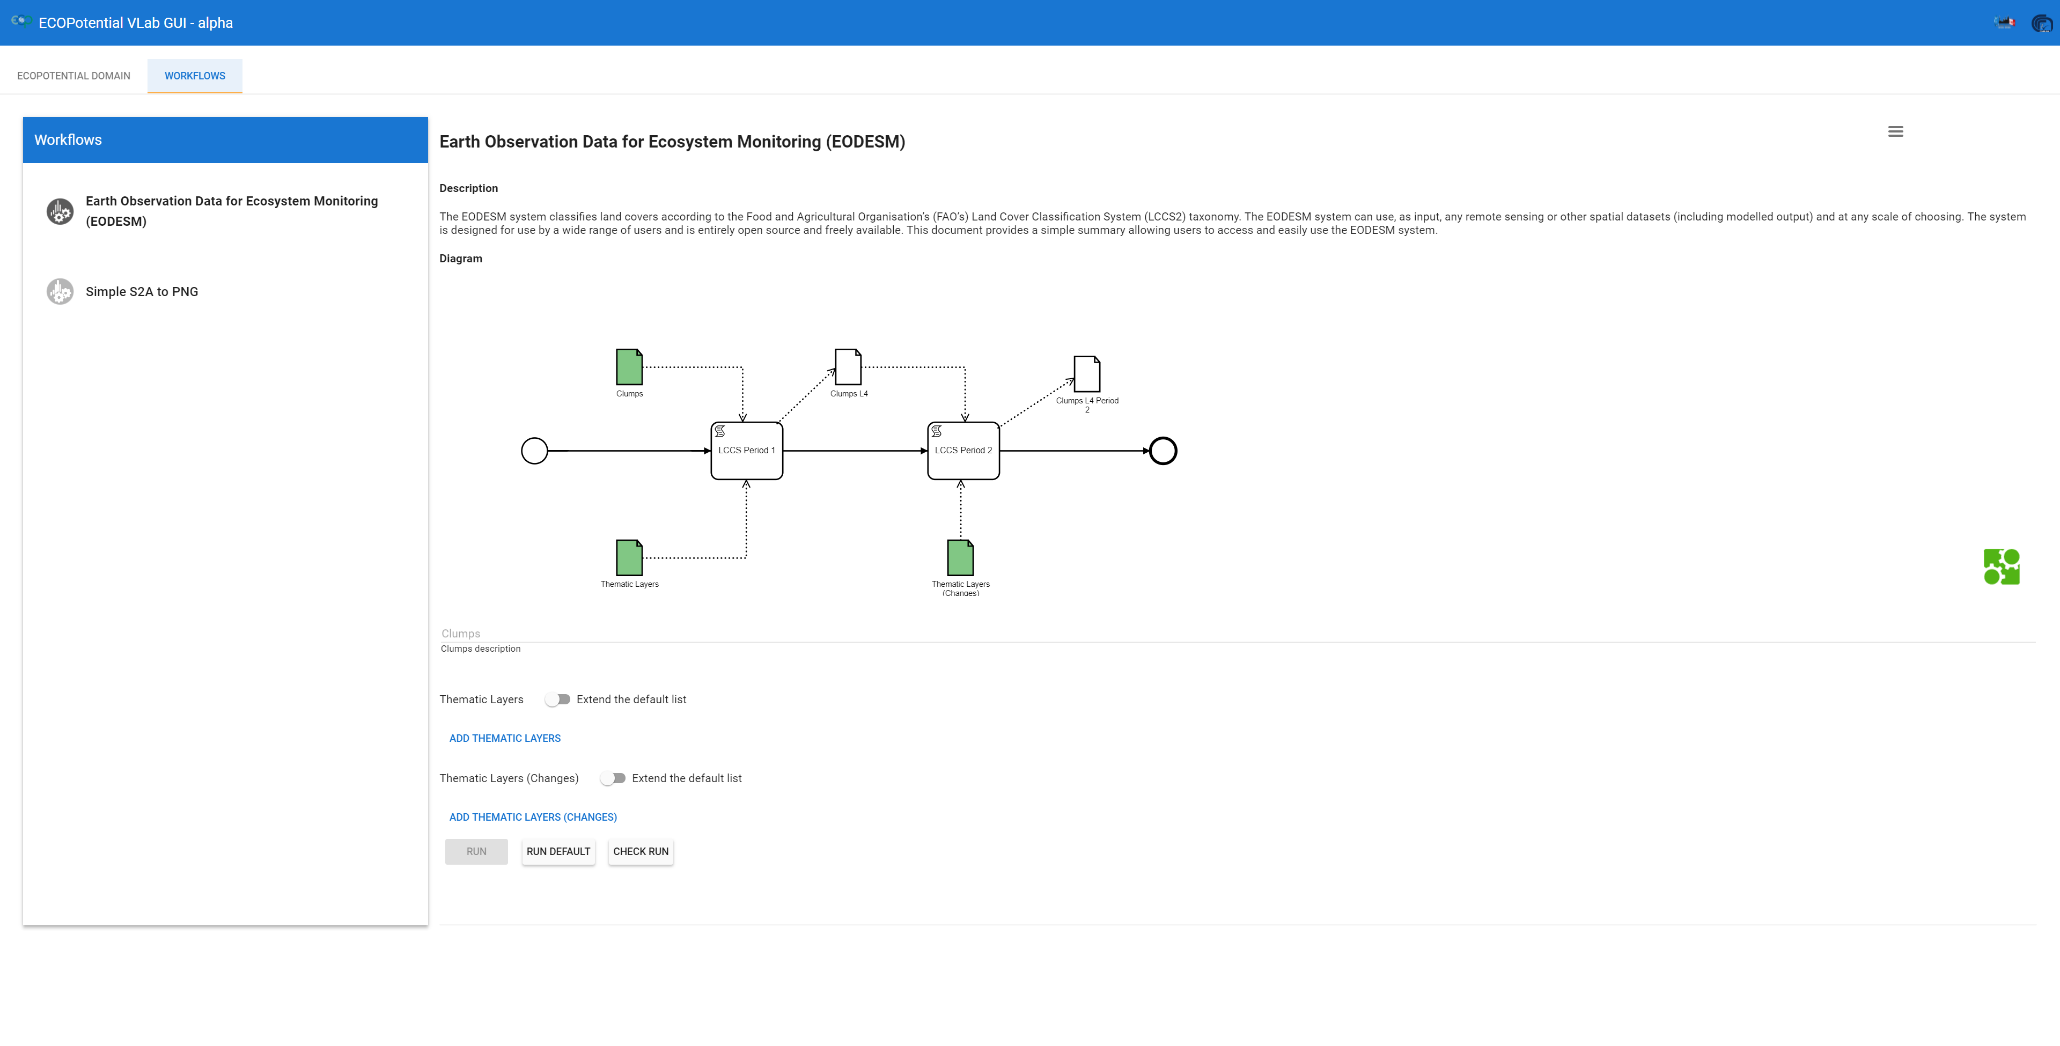 ECOPotential VLab GUI - alpha
ECOPOTENTIAL DOMAIN
WORKFLOWS
Workflows
Earth Observation Data for Ecosystem Monitoring
(EODESM)
Simple S2A to PNG
Earth Observation Data for Ecosystem Monitoring (EODESM)
Description
The EODESM system classifies land covers according to the Food and Agricultural Organisation's (FAO's) Land Cover Classification System (LCCS2) taxonomy. The EODESM system can use, as input, any remote sensing or other spatial datasets (including modelled output) and at any scale of choosing. The system
is designed for use by a wide range of users and is entirely open source and freely available. This document provides a simple summary allowing users to access and easily use the EODESM system.
Diagram
Clumps
Clumps L4
Clumps L4 Period
2
LCCS Period 1
LCCS Period 2
Thematic Layers
Thematic Layers
(Changes)
Clumps
Clumps description
Thematic Layers
Extend the default list
ADD THEMATIC LAYERS
Thematic Layers (Changes)
Extend the default list
ADD THEMATIC LAYERS (CHANGES)
RUN
RUN DEFAULT
CHECK RUN